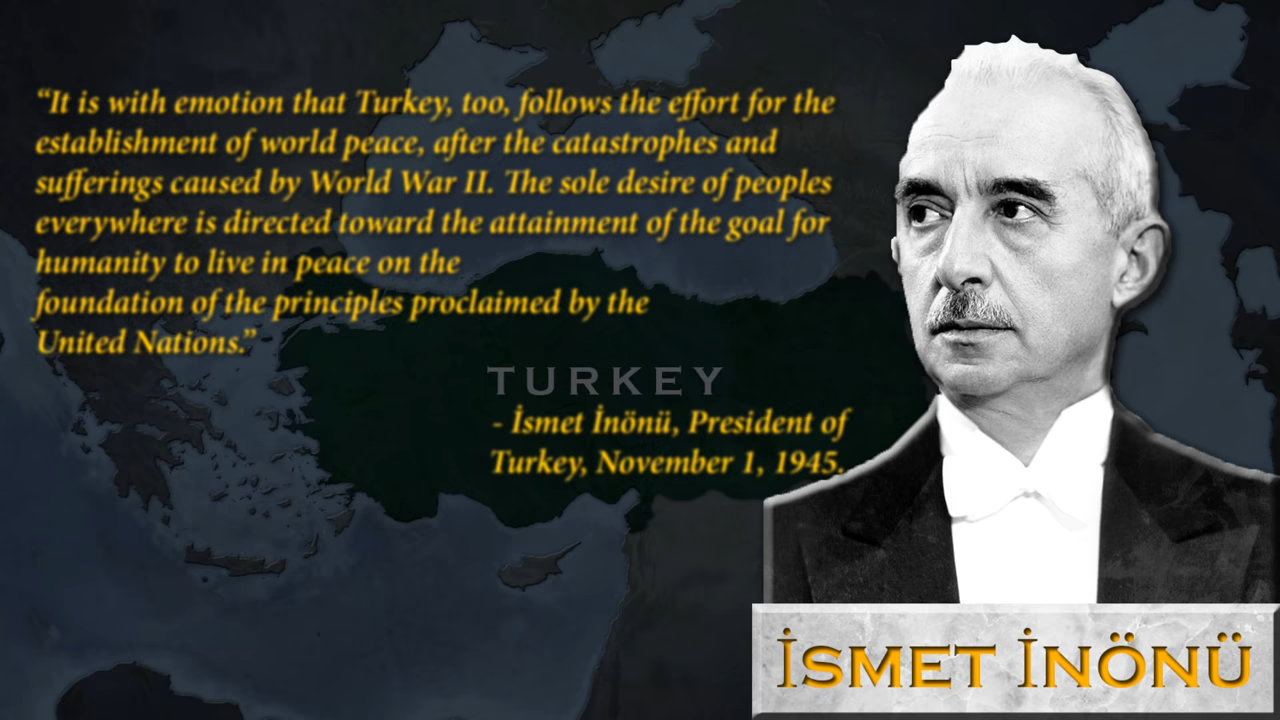 “It is with emotion that Turkey, too, follows the effort for the
establishment of world peace, after the catastrophes and
sufferings caused by World War II. The sole desire of peoples
everywhere is directed toward the attainment of the goal for
humanity to live in peace on the
foundation of the principles proclaimed by the
United Nations.”
TURKEY
- İsmet İnönü, President of
Turkey, November 1, 1945.
İSMET İNÖNÜ